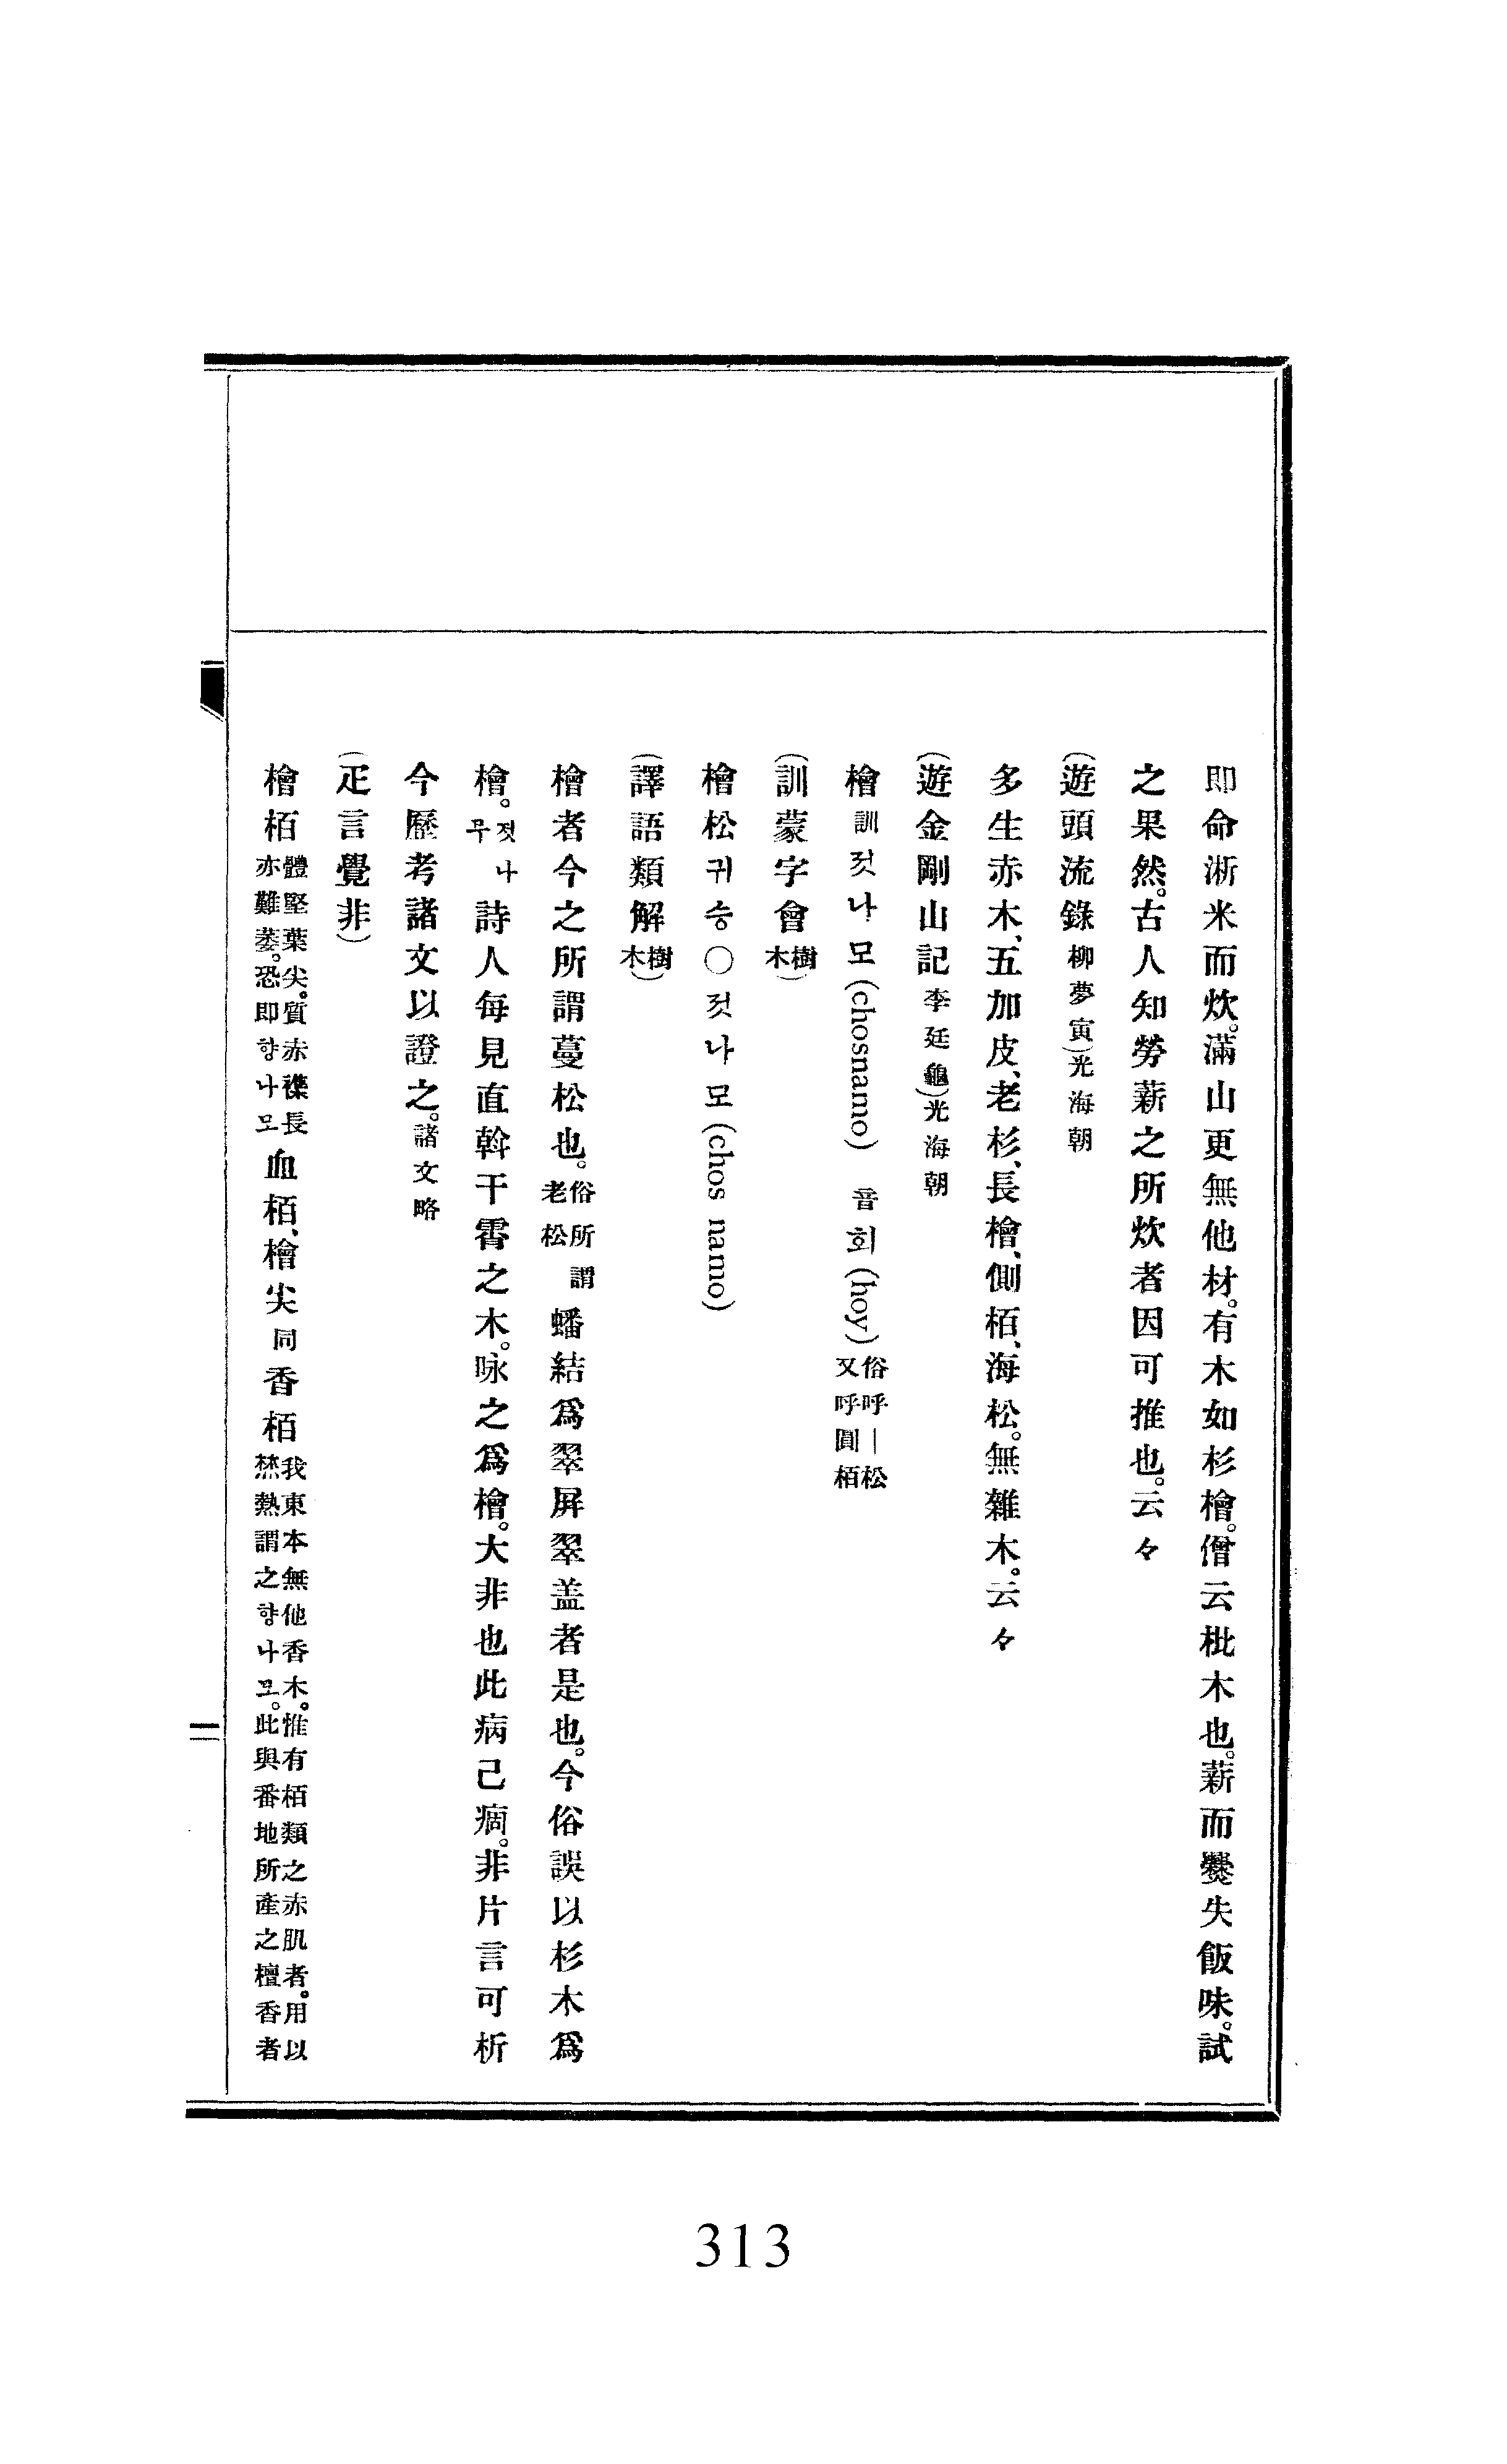 即命淅米而炊。滿山更無他材。有木如杉檜。僧云枇木也。薪而爨失飯味。試
之果然。古人知勞薪之所炊者因可推也。云々
(遊頭流錄 柳夢寅)光海朝
多生赤木、五加皮、老杉、長檜、側栢、海松。無雜木。云々
(遊金剛山記 李廷龜)光海朝
檜 訓 젓나모(chosnamo) 音 회(hoy) 俗呼｜松又呼圓栢
(訓蒙字會 樹木)
檜松 귀숑○젓나모(chos namo)
(譯語類解 樹木)
檜者今之所謂蔓松也。俗所謂老松 蟠結爲翠屛翠盖者是也。今俗誤以杉木爲
檜。젓나무 詩人每見直幹干霄之木。咏之爲檜。大非也此病己痼。非片言可析
今歷考諸文以證之。諸文略
(疋言覺非)
檜栢 體堅葉尖。質赤襍長亦難萎。恐即향나모 血栢、檜尖 同 香栢 我東本無他香木。惟有栢類之赤肌者。用以焚熱謂之향나모。此與番地所產之檀香者
二
313